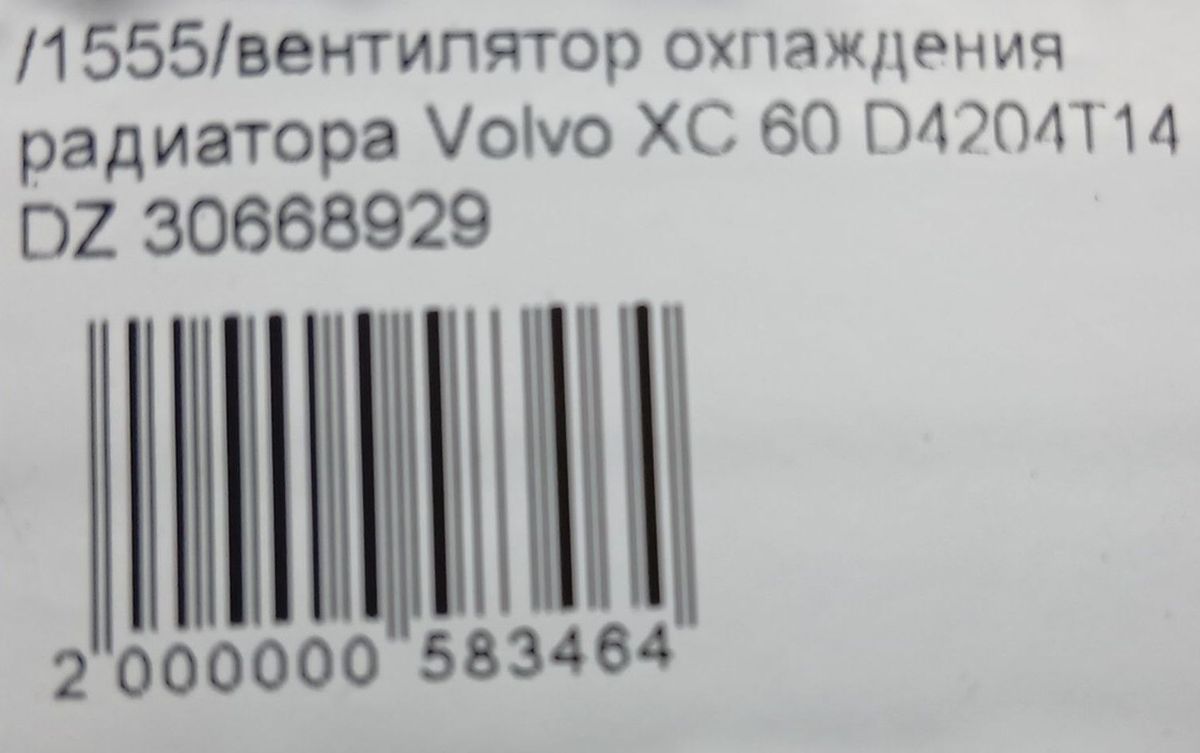 /1555/вентилятор охлаждения
радиатора Volvo XC 60 D4204T14
DZ 30668929
2 000000 583464